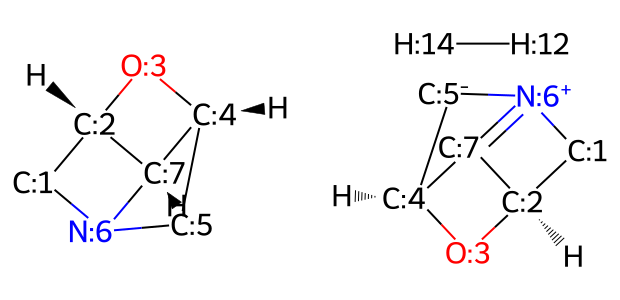 H:14 H:12
O:3
H
C:2 C:4 H
C:7 H
C:1
N:6 C:5
C:5- N:6+
C:7 C:1
H C:4 C:2
O:3 H